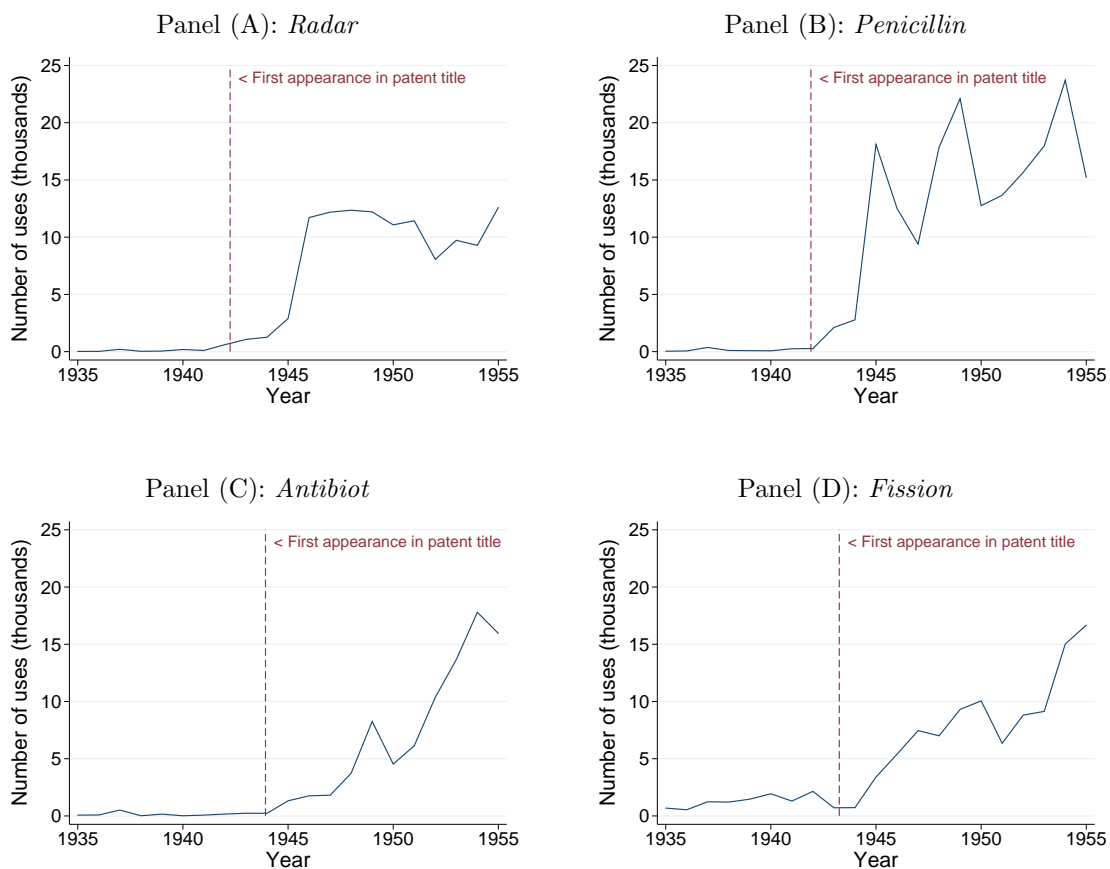 Panel (A): Radar
Number of uses (thousands)
25
20
15
10
5
0
< First appearance in patent title
1935 1940 1945 1950 1955
Year
Panel (B): Penicillin
Number of uses (thousands)
25
20
15
10
5
0
< First appearance in patent title
1935 1940 1945 1950 1955
Year
Panel (C): Antibiot
Number of uses (thousands)
25
20
15
10
5
0
< First appearance in patent title
1935 1940 1945 1950 1955
Year
Panel (D): Fission
Number of uses (thousands)
25
20
15
10
5
0
< First appearance in patent title
1935 1940 1945 1950 1955
Year